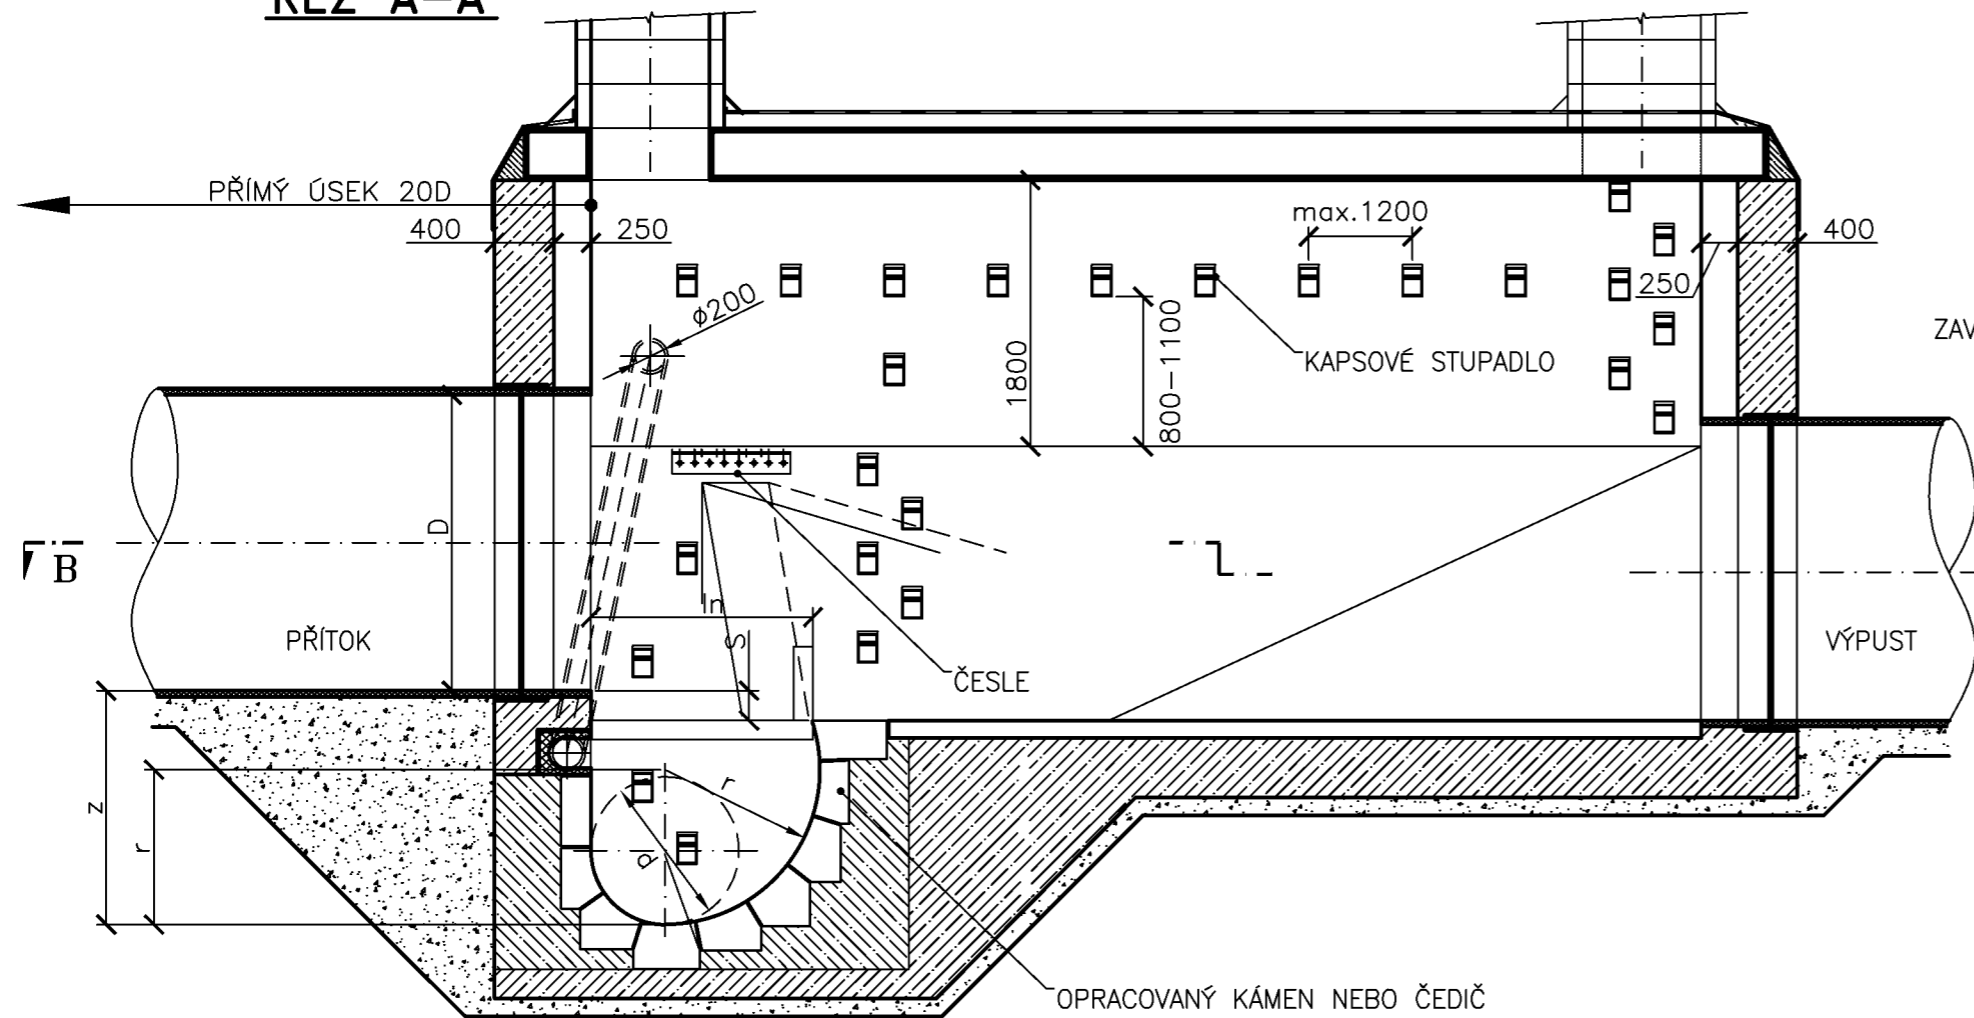 ŘEZ A-A
PŘÍMÝ ÚSEK 20D
400
250
max.1200
400
250
ϕ200
1800
800-1100
KAPSOVÉ STUPADLO
ZAV
D
B
ln
S
PŘÍTOK
ČESLE
VÝPUST
z
r
r
d
OPRACOVANÝ KÁMEN NEBO ČEDIČ